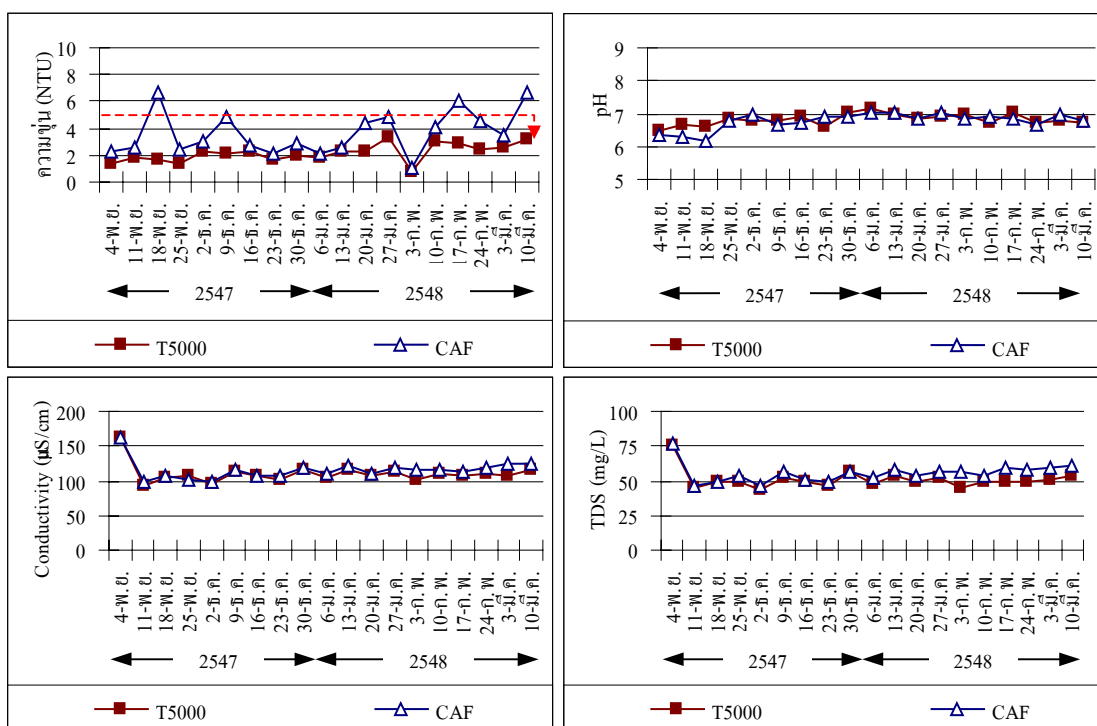 ความขุ่น (NTU)
10
8
6
4
2
0
4-พ.ย.
11-พ.ย.
18-พ.ย.
25-พ.ย.
2-ธ.ค.
9-ธ.ค.
16-ธ.ค.
23-ธ.ค.
30-ธ.ค.
6-ม.ค.
13-ม.ค.
20-ม.ค.
27-ม.ค.
3-ก.พ.
10-ก.พ.
17-ก.พ.
24-ก.พ.
3-มี.ค.
10-มี.ค.
2547
2548
T5000
CAF
pH
9
8
7
6
5
4-พ.ย.
11-พ.ย.
18-พ.ย.
25-พ.ย.
2-ธ.ค.
9-ธ.ค.
16-ธ.ค.
23-ธ.ค.
30-ธ.ค.
6-ม.ค.
13-ม.ค.
20-ม.ค.
27-ม.ค.
3-ก.พ.
10-ก.พ.
17-ก.พ.
24-ก.พ.
3-มี.ค.
10-มี.ค.
2547
2548
T5000
CAF
Conductivity (µS/cm)
200
150
100
50
0
4-พ.ย.
11-พ.ย.
18-พ.ย.
25-พ.ย.
2-ธ.ค.
9-ธ.ค.
16-ธ.ค.
23-ธ.ค.
30-ธ.ค.
6-ม.ค.
13-ม.ค.
20-ม.ค.
27-ม.ค.
3-ก.พ.
10-ก.พ.
17-ก.พ.
24-ก.พ.
3-มี.ค.
10-มี.ค.
2547
2548
T5000
CAF
TDS (mg/L)
100
75
50
25
0
4-พ.ย.
11-พ.ย.
18-พ.ย.
25-พ.ย.
2-ธ.ค.
9-ธ.ค.
16-ธ.ค.
23-ธ.ค.
30-ธ.ค.
6-ม.ค.
13-ม.ค.
20-ม.ค.
27-ม.ค.
3-ก.พ.
10-ก.พ.
17-ก.พ.
24-ก.พ.
3-มี.ค.
10-มี.ค.
2547
2548
T5000
CAF